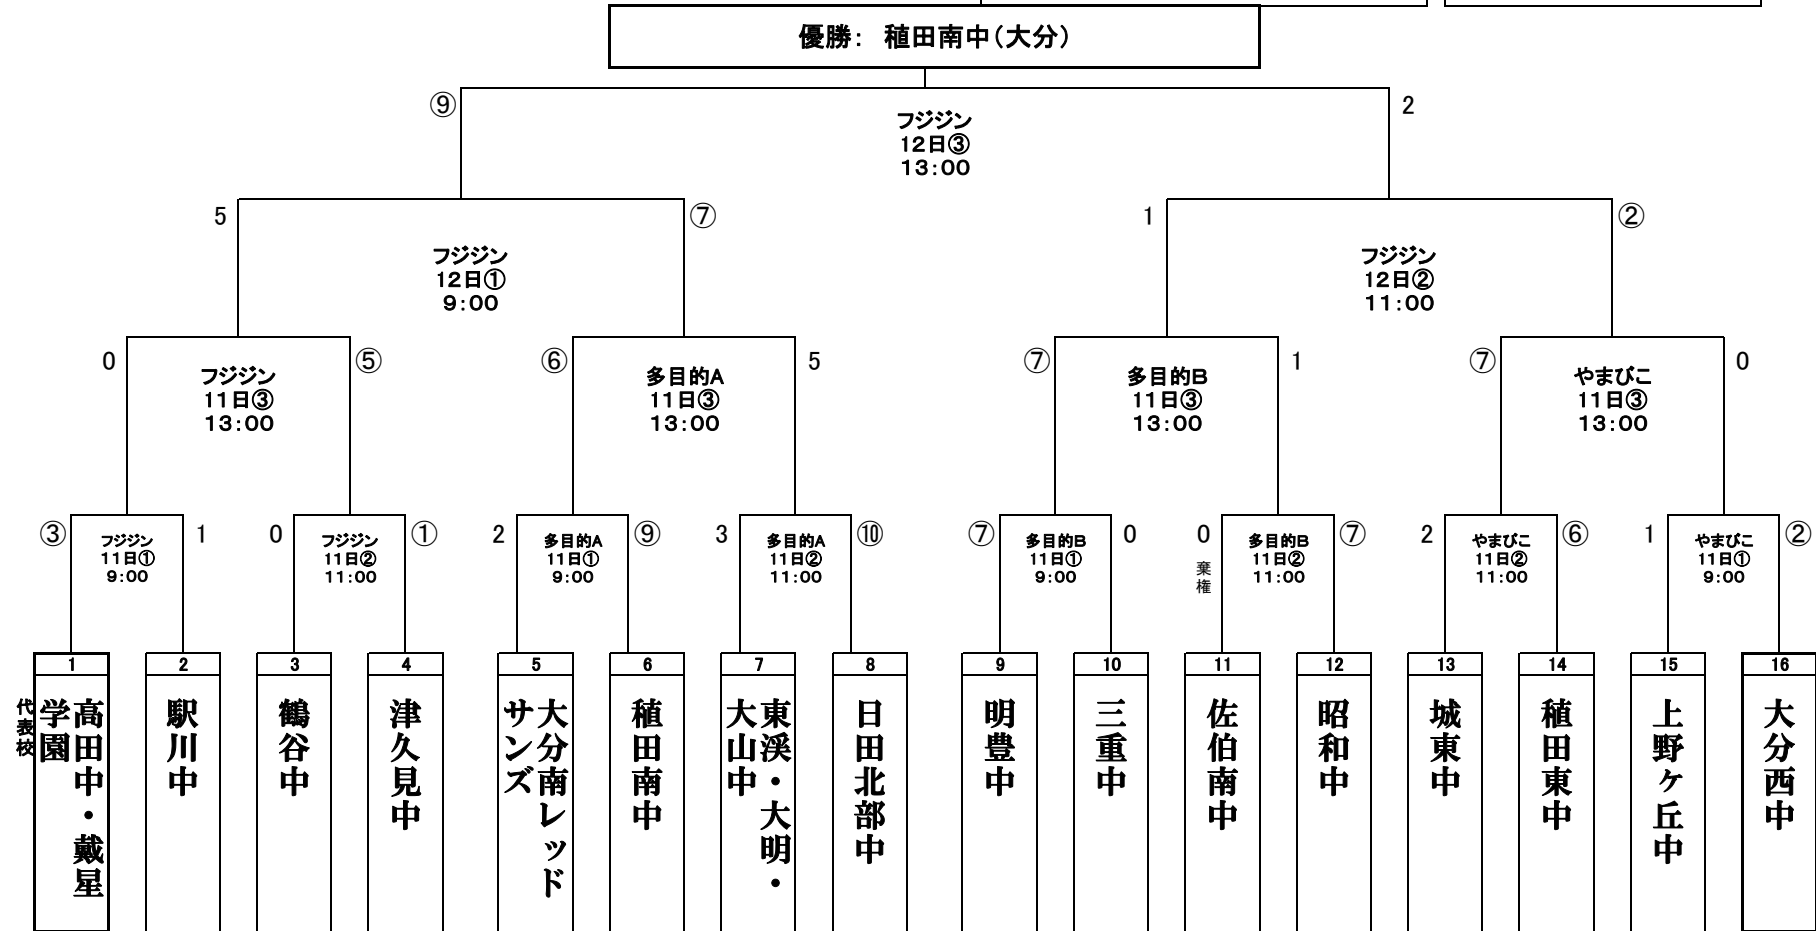 優勝： 稙田南中（大分）
⑨
2
フジジン
12日③
13：00
5
⑦
1
②
フジジン
12日①
9：00
フジジン
12日②
11：00
0
⑤
⑥
5
⑦
1
⑦
0
フジジン
11日③
13：00
多目的A
11日③
13：00
多目的B
11日③
13：00
やまびこ
11日③
13：00
③
1
0
①
2
⑨
3
⑩
⑦
0
0
棄権
⑦
2
⑥
1
②
フジジン
11日①
9：00
フジジン
11日②
11：00
多目的A
11日①
9：00
多目的A
11日②
11：00
多目的B
11日①
9：00
多目的B
11日②
11：00
やまびこ
11日②
11：00
やまびこ
11日①
9：00
1
2
3
4
5
6
7
8
9
10
11
12
13
14
15
16
代表校
高田中・戴星
学園
駅川中
鶴谷中
津久見中
大分南レッド
サンズ
稙田南中
東渓・大明・
大山中
日田北部中
明豊中
三重中
佐伯南中
昭和中
城東中
稙田東中
上野ヶ丘中
大分西中